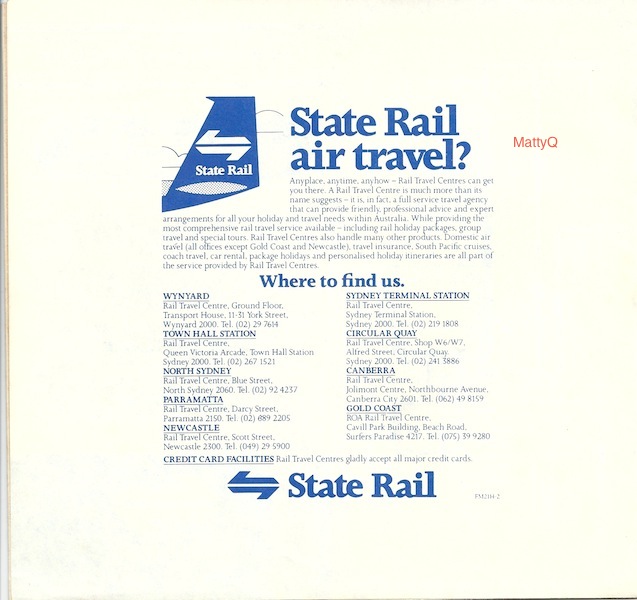 State Rail
State Rail
air travel?
MattyQ
Anyplace, anytime, anyhow – Rail Travel Centres can get
you there. A Rail Travel Centre is much more than its
name suggests – it is, in fact, a full service travel agency
that can provide friendly, professional advice and expert
arrangements for all your holiday and travel needs within Australia. While providing the
most comprehensive rail travel service available – including rail holiday packages, group
travel and special tours. Rail Travel Centres also handle many other products. Domestic air
travel (all offices except Gold Coast and Newcastle), travel insurance, South Pacific cruises,
coach travel, car rental, package holidays and personalised holiday itineraries are all part of
the service provided by Rail Travel Centres.
Where to find us.
WYNYARD
Rail Travel Centre, Ground Floor,
Transport House, 11-31 York Street,
Wynyard 2000. Tel. (02) 29 7614
TOWN HALL STATION
Rail Travel Centre,
Queen Victoria Arcade, Town Hall Station
Sydney 2000. Tel. (02) 267 1521
NORTH SYDNEY
Rail Travel Centre, Blue Street,
North Sydney 2060. Tel. (02) 92 4237
PARRAMATTA
Rail Travel Centre, Darcy Street,
Parramatta 2150. Tel. (02) 689 2205
NEWCASTLE
Rail Travel Centre, Scott Street,
Newcastle 2300. Tel. (049) 29 5900
SYDNEY TERMINAL STATION
Rail Travel Centre,
Sydney Terminal Station,
Sydney 2000. Tel. (02) 219 1808
CIRCULAR QUAY
Rail Travel Centre, Shop W6/W7,
Alfred Street, Circular Quay.
Sydney 2000. Tel. (02) 241 3886
CANBERRA
Rail Travel Centre,
Jolimont Centre, Northbourne Avenue,
Canberra City 2601. Tel. (062) 49 8159
GOLD COAST
ROA Rail Travel Centre,
Cavill Park Building, Beach Road,
Surfers Paradise 4217. Tel. (075) 39 9280
CREDIT CARD FACILITIES Rail Travel Centres gladly accept all major credit cards.
State Rail